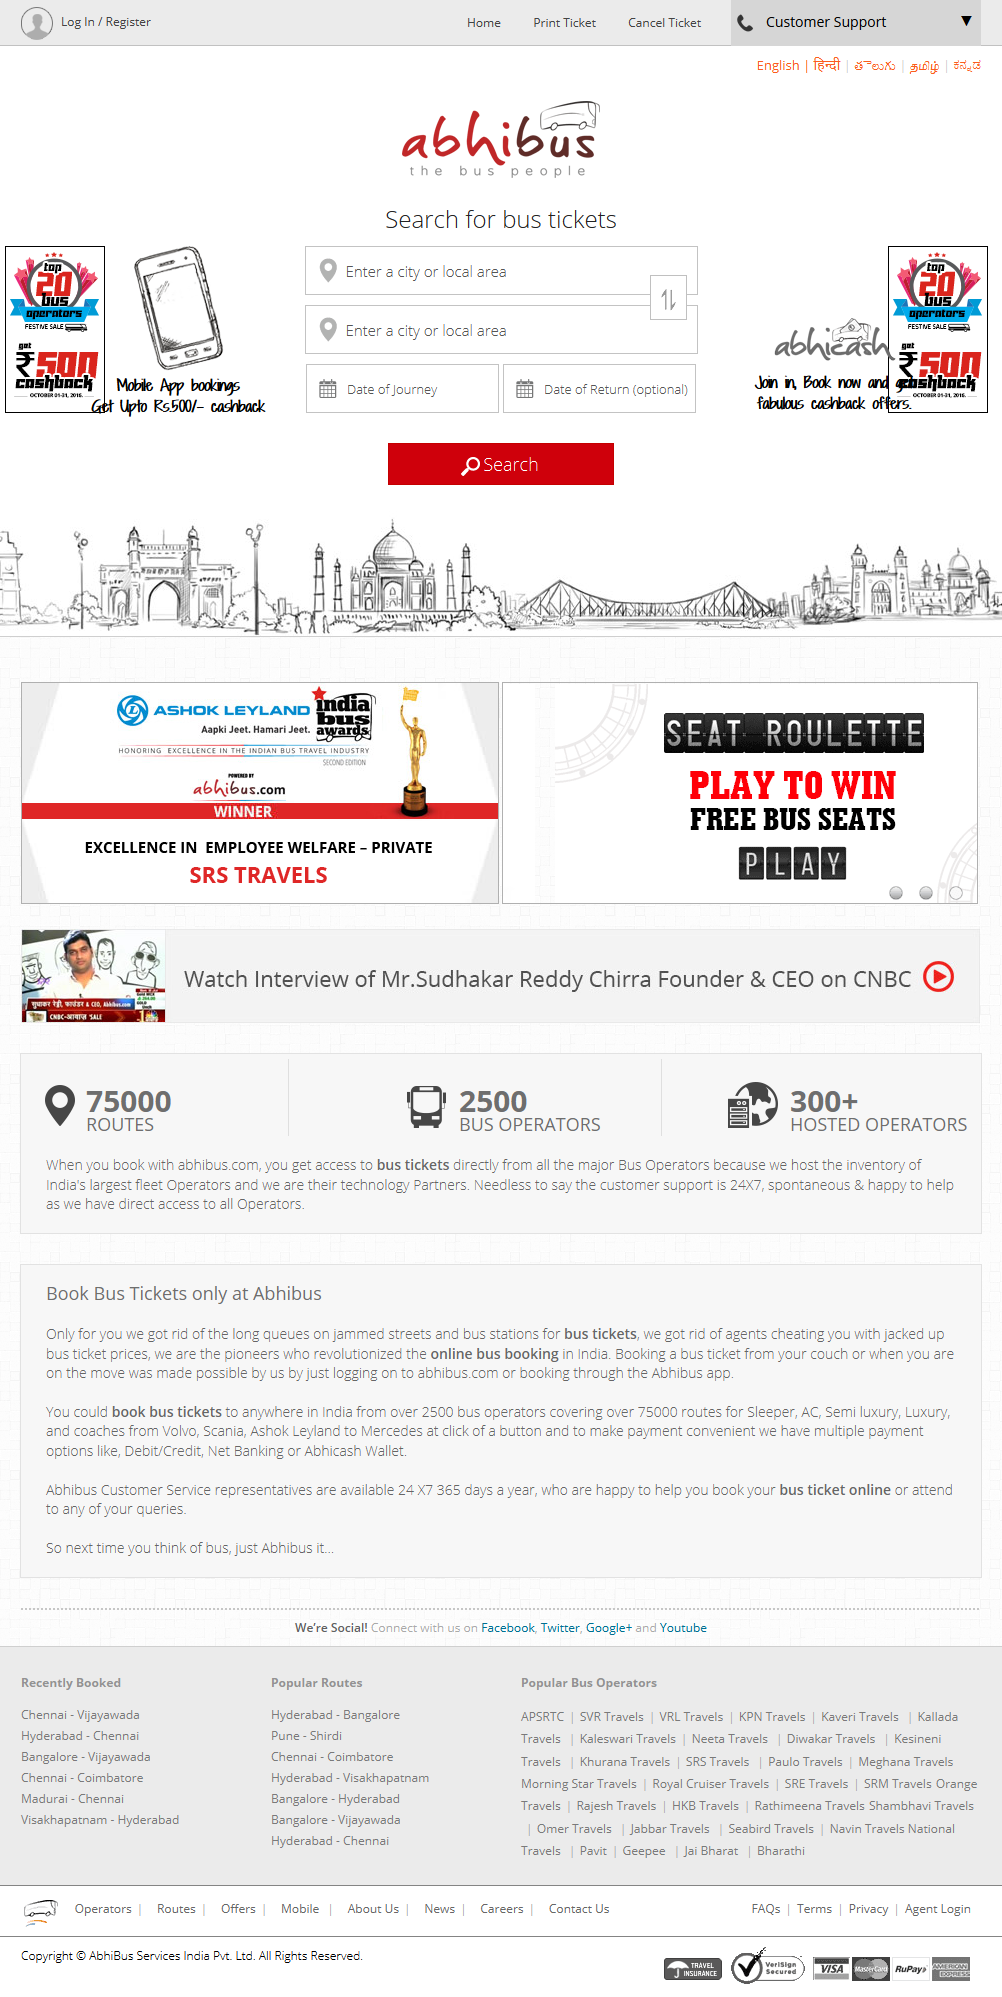 Log In / Register
Home
Print Ticket
Cancel Ticket
Customer Support
English | हिन्दी | తెలుగు | தமிழ் | ಕನ್ನಡ
abhibus
the bus people
Search for bus tickets
top
20
bus
operators
FESTIVE SALE
get
₹500
cashback
OCTOBER 01-31, 2016.
Mobile App bookings
Get Upto Rs.500/- cashback
Enter a city or local area
Enter a city or local area
Date of Journey
Date of Return (optional)
Search
abhicash
Join in, Book now and get
fabulous cashback offers.
top
20
bus
operators
FESTIVE SALE
get
₹500
cashback
OCTOBER 01-31, 2016.
ASHOK LEYLAND
Aapki Jeet. Hamari Jeet.
india
bus
awards
HONORING EXCELLENCE IN THE INDIAN BUS TRAVEL INDUSTRY
SECOND EDITION
POWERED BY
abhibus.com
WINNER
EXCELLENCE IN EMPLOYEE WELFARE – PRIVATE
SRS TRAVELS
SEAT ROULETTE
PLAY TO WIN
FREE BUS SEATS
PLAY
सुधाकर रेड्डी, फाउंडर & CEO, Abhibus.com
CNBC-आवाज़
Watch Interview of Mr.Sudhakar Reddy Chirra Founder & CEO on CNBC
75000
ROUTES
2500
BUS OPERATORS
300+
HOSTED OPERATORS
When you book with abhibus.com, you get access to bus tickets directly from all the major Bus Operators because we host the inventory of
India's largest fleet Operators and we are their technology Partners. Needless to say the customer support is 24X7, spontaneous & happy to help
as we have direct access to all Operators.
Book Bus Tickets only at Abhibus
Only for you we got rid of the long queues on jammed streets and bus stations for bus tickets, we got rid of agents cheating you with jacked up
bus ticket prices, we are the pioneers who revolutionized the online bus booking in India. Booking a bus ticket from your couch or when you are
on the move was made possible by us by just logging on to abhibus.com or booking through the Abhibus app.
You could book bus tickets to anywhere in India from over 2500 bus operators covering over 75000 routes for Sleeper, AC, Semi luxury, Luxury,
and coaches from Volvo, Scania, Ashok Leyland to Mercedes at click of a button and to make payment convenient we have multiple payment
options like, Debit/Credit, Net Banking or Abhicash Wallet.
Abhibus Customer Service representatives are available 24 X7 365 days a year, who are happy to help you book your bus ticket online or attend
to any of your queries.
So next time you think of bus, just Abhibus it...
We're Social! Connect with us on Facebook, Twitter, Google+ and Youtube
Recently Booked
Chennai - Vijayawada
Hyderabad - Chennai
Bangalore - Vijayawada
Chennai - Coimbatore
Madurai - Chennai
Visakhapatnam - Hyderabad
Popular Routes
Hyderabad - Bangalore
Pune - Shirdi
Chennai - Coimbatore
Hyderabad - Visakhapatnam
Bangalore - Hyderabad
Bangalore - Vijayawada
Hyderabad - Chennai
Popular Bus Operators
APSRTC | SVR Travels | VRL Travels | KPN Travels | Kaveri Travels | Kallada
Travels | Kaleswari Travels | Neeta Travels | Diwakar Travels | Kesineni
Travels | Khurana Travels | SRS Travels | Paulo Travels | Meghana Travels
Morning Star Travels | Royal Cruiser Travels | SRE Travels | SRM Travels Orange
Travels | Rajesh Travels | HKB Travels | Rathimeena Travels Shambhavi Travels
| Omer Travels | Jabbar Travels | Seabird Travels | Navin Travels National
Travels | Pavit | Geepee | Jai Bharat | Bharathi
Operators | Routes | Offers | Mobile | About Us | News | Careers | Contact Us
FAQs | Terms | Privacy | Agent Login
Copyright © AbhiBus Services India Pvt. Ltd. All Rights Reserved.
TRAVEL
INSURANCE
VeriSign
Secured
VISA
MasterCard
RuPay
AMERICAN
EXPRESS